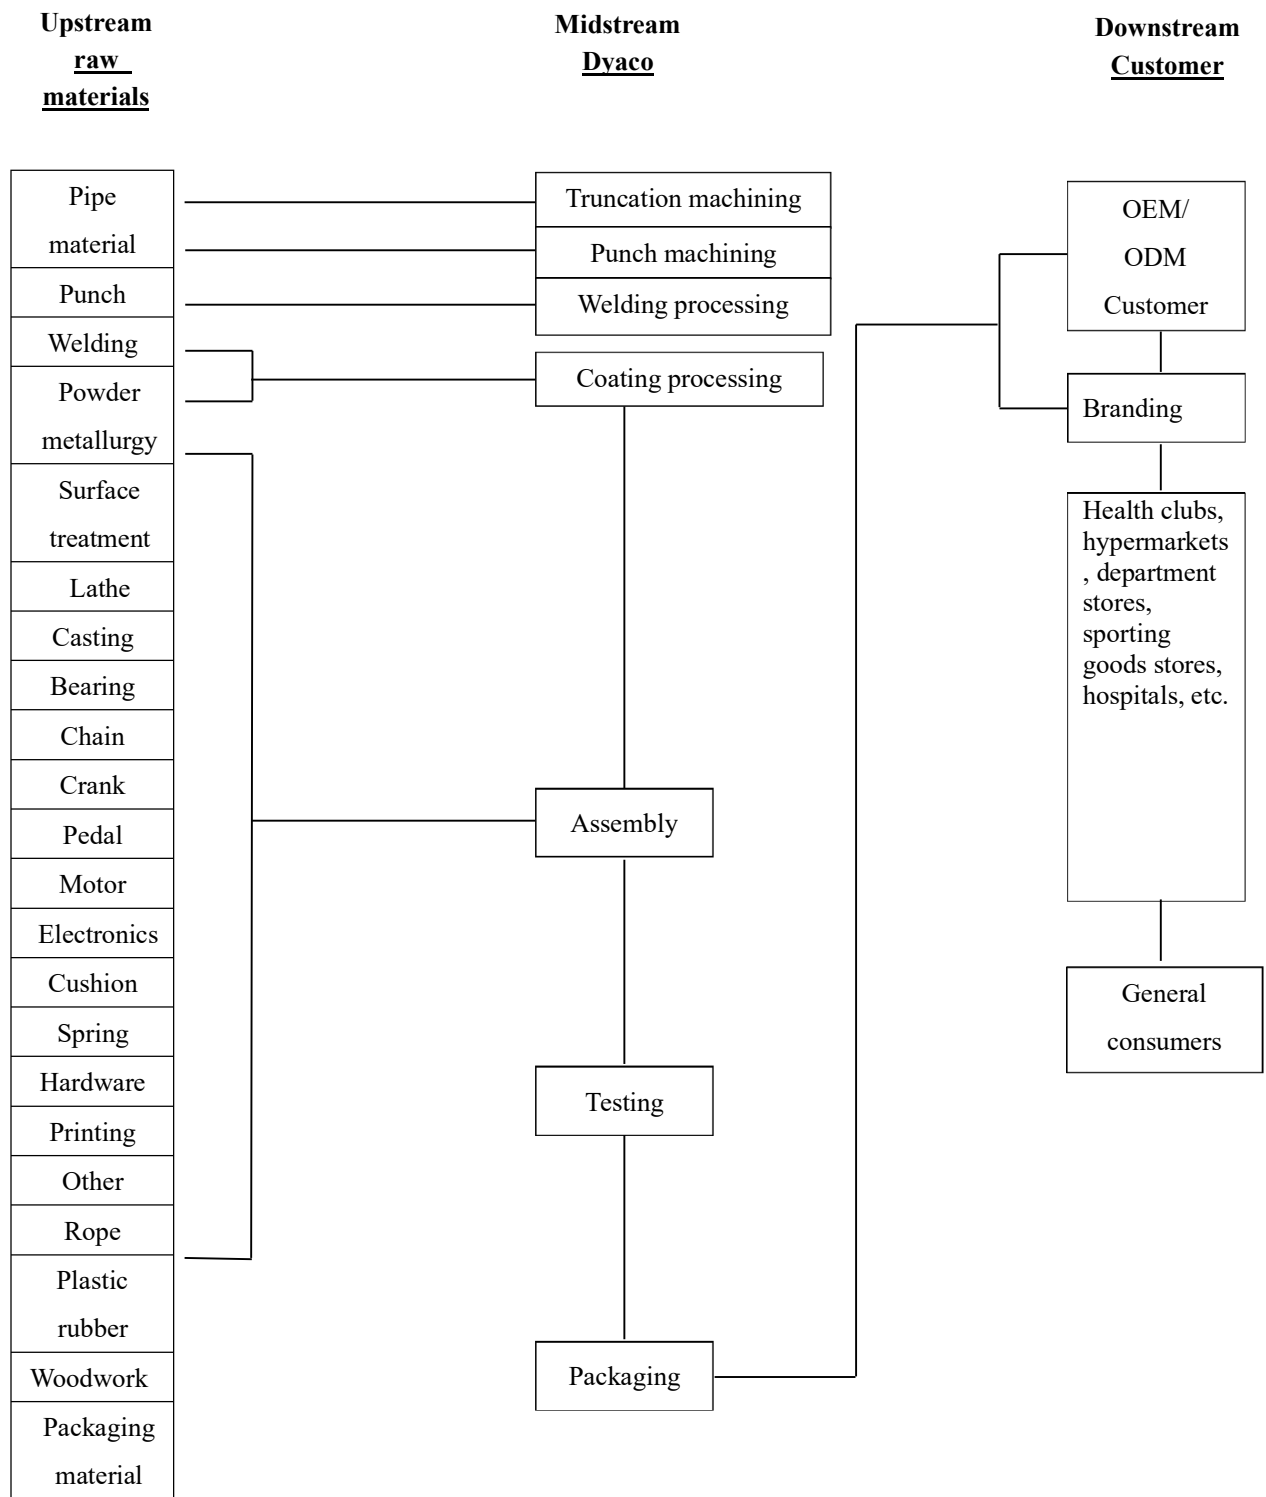 Upstream
raw
materials
Midstream
Dyaco
Downstream
Customer
Pipe
material
Punch
Welding
Powder
metallurgy
Surface
treatment
Lathe
Casting
Bearing
Chain
Crank
Pedal
Motor
Electronics
Cushion
Spring
Hardware
Printing
Other
Rope
Plastic
rubber
Woodwork
Packaging
material
Truncation machining
Punch machining
Welding processing
Coating processing
Assembly
Testing
Packaging
OEM/
ODM
Customer
Branding
Health clubs,
hypermarkets
, department
stores,
sporting
goods stores,
hospitals, etc.
General
consumers